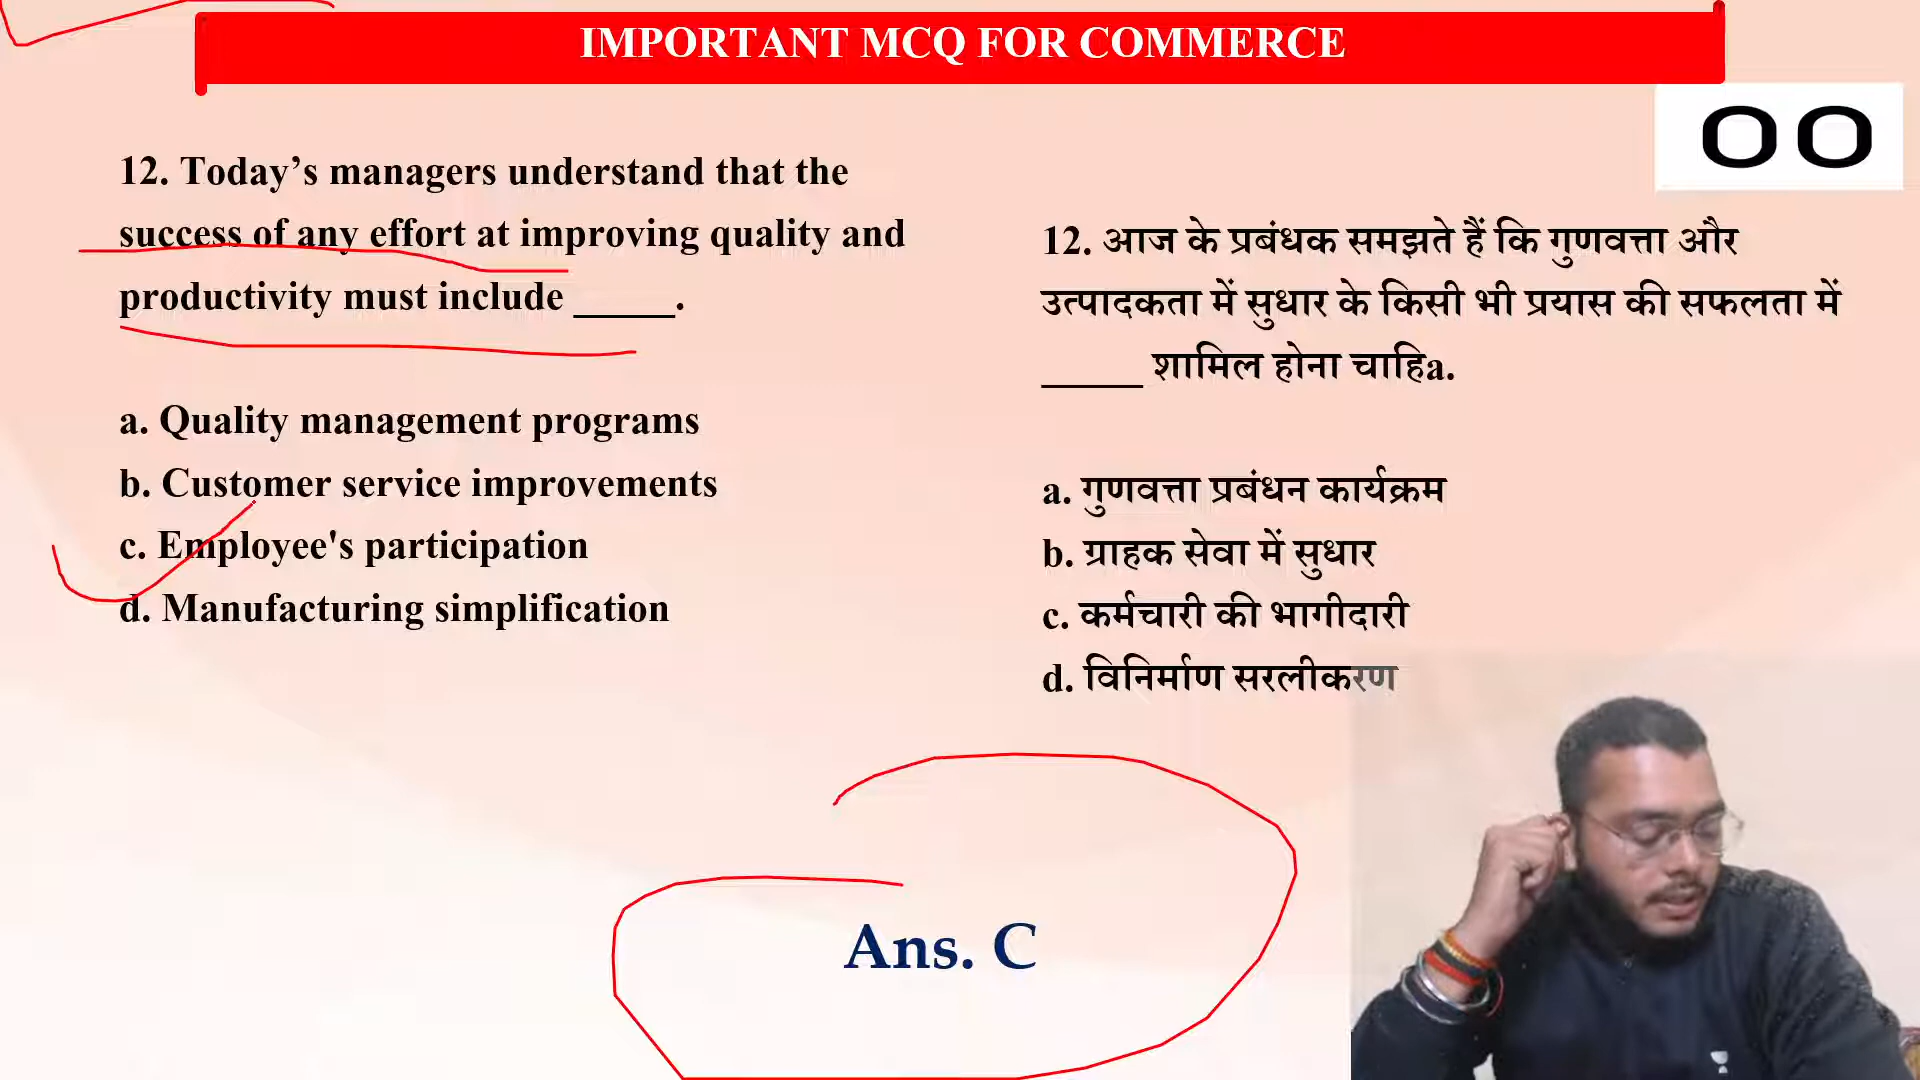 IMPORTANT MCQ FOR COMMERCE
00
12. Today’s managers understand that the
success of any effort at improving quality and
productivity must include _____.
a. Quality management programs
b. Customer service improvements
c. Employee's participation
d. Manufacturing simplification
12. आज के प्रबंधक समझते हैं कि गुणवत्ता और
उत्पादकता में सुधार के किसी भी प्रयास की सफलता में
_____ शामिल होना चाहिa.
a. गुणवत्ता प्रबंधन कार्यक्रम
b. ग्राहक सेवा में सुधार
c. कर्मचारी की भागीदारी
d. विनिर्माण सरलीकरण
Ans. C